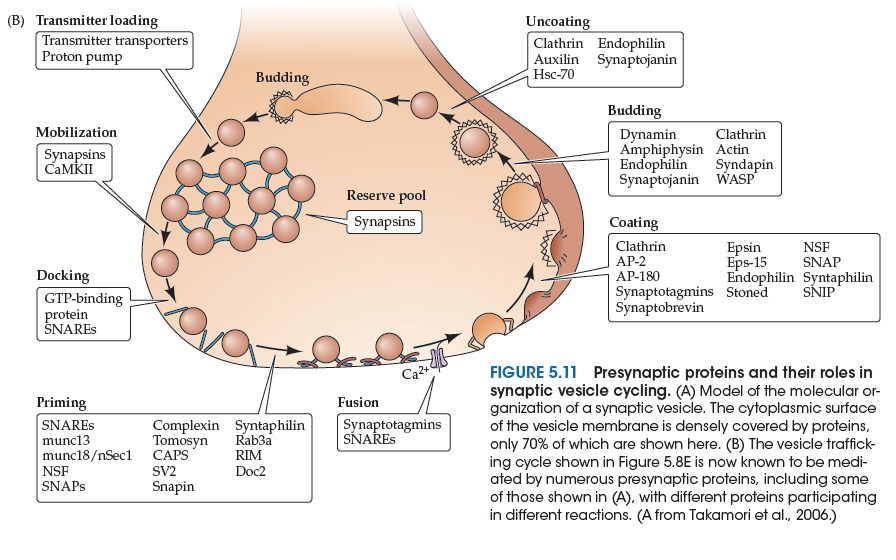 (B) Transmitter loading
Transmitter transporters
Proton pump
Budding
Uncoating
Clathrin Endophilin
Auxilin Synaptojanin
Hsc-70
Mobilization
Synapsins
CaMKII
Budding
Dynamin Clathrin
Amphiphysin Actin
Endophilin Syndapin
Synaptojanin WASP
Reserve pool
Synapsins
Coating
Clathrin Epsin NSF
AP-2 Eps-15 SNAP
AP-180 Endophilin Syntaphilin
Synaptotagmins Stoned SNIP
Synaptobrevin
Docking
GTP-binding
protein
SNAREs
Ca2+
Priming
SNAREs Complexin Syntaphilin
munc13 Tomosyn Rab3a
munc18/nSec1 CAPS RIM
NSF SV2 Doc2
SNAPs Snapin
Fusion
Synaptotagmins
SNAREs
FIGURE 5.11 Presynaptic proteins and their roles in
synaptic vesicle cycling. (A) Model of the molecular or-
ganization of a synaptic vesicle. The cytoplasmic surface
of the vesicle membrane is densely covered by proteins,
only 70% of which are shown here. (B) The vesicle traffick-
ing cycle shown in Figure 5.8E is now known to be medi-
ated by numerous presynaptic proteins, including some
of those shown in (A), with different proteins participating
in different reactions. (A from Takamori et al., 2006.)